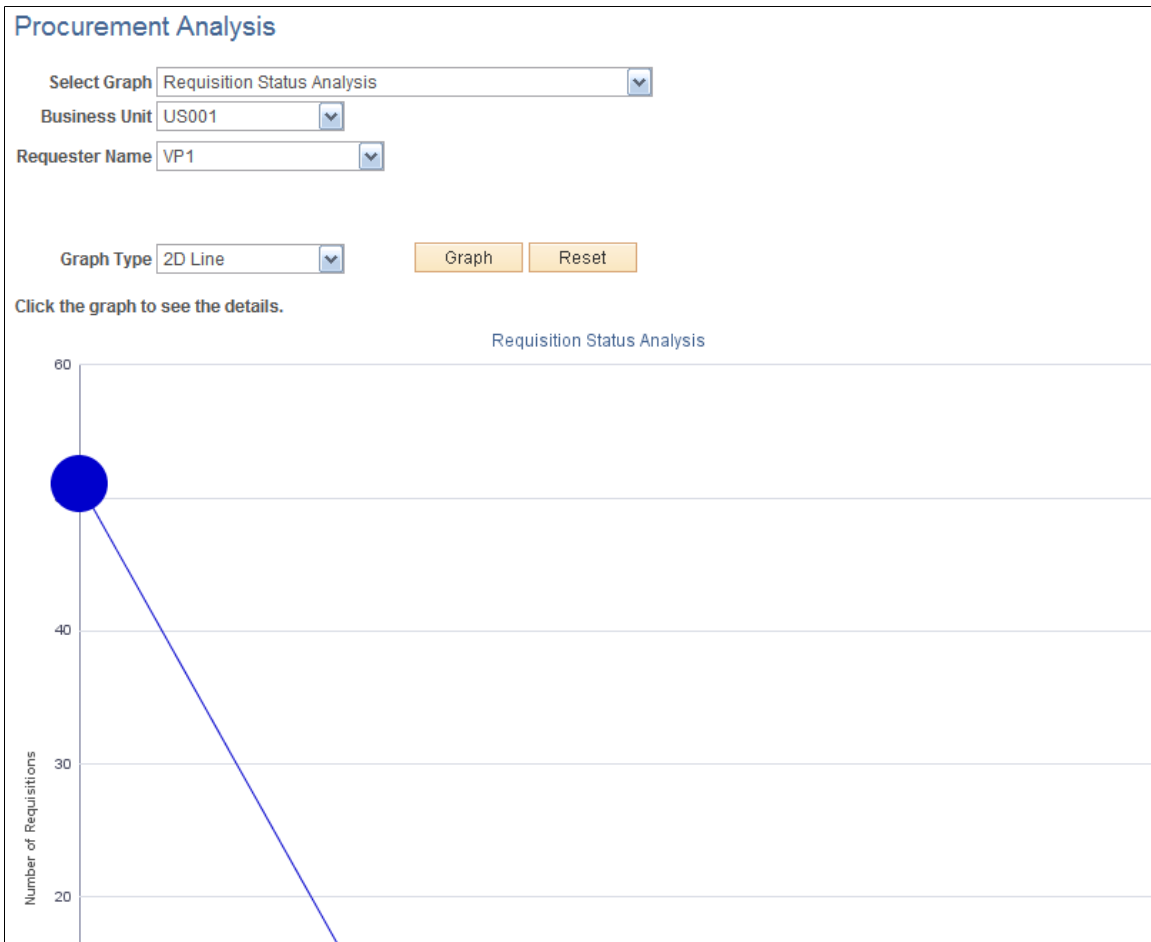 Procurement Analysis
Select Graph Requisition Status Analysis
Business Unit US001
Requester Name VP1
Graph Type 2D Line Graph Reset
Click the graph to see the details.
Requisition Status Analysis
60
40
30
20
Number of Requisitions